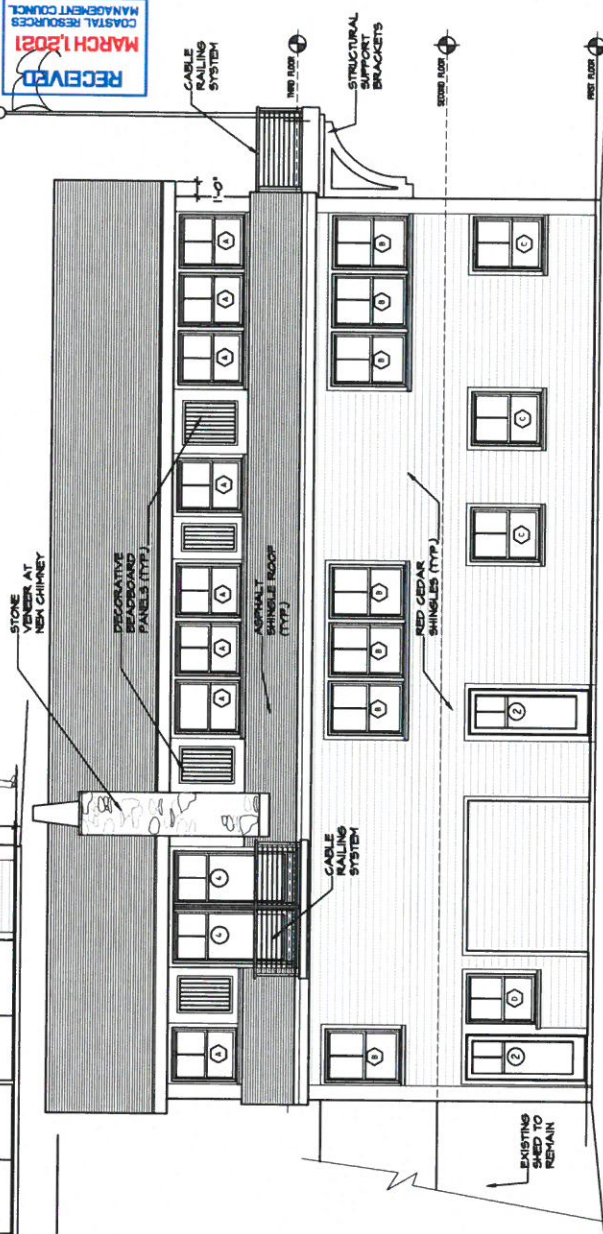 RECEIVED
MARCH 1,2021
COASTAL RESOURCES
MANAGEMENT COUNCIL
EXISTING
SHED TO
REMAIN
STONE
VENEER AT
NEW CHIMNEY
DECORATIVE
BEADBOARD
PANELS (TYP.)
ASPHALT
SHINGLE ROOF
(TYP.)
CABLE
RAILING
SYSTEM
RED CEDAR
SHINGLES (TYP.)
CABLE
RAILING
SYSTEM
STRUCTURAL
SUPPORT
BRACKETS
1'-0"
THIRD FLOOR
SECOND FLOOR
FIRST FLOOR
A
4
4
A
A
A
A
A
A
A
B
B
B
B
B
B
B
2
D
2
C
C
C